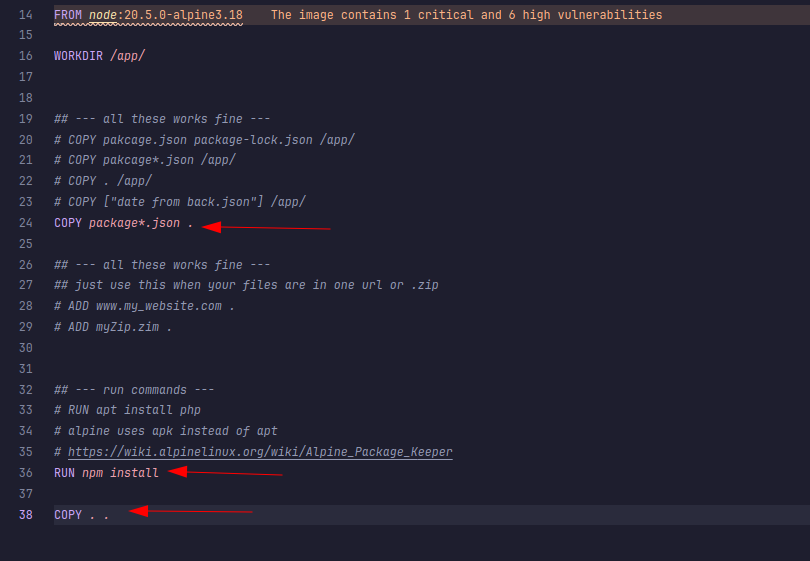 14 FROM node:20.5.0-alpine3.18 The image contains 1 critical and 6 high vulnerabilities
15
16 WORKDIR /app/
17
18
19 ## --- all these works fine ---
20 # COPY pakcage.json package-lock.json /app/
21 # COPY pakcage*.json /app/
22 # COPY . /app/
23 # COPY ["date from back.json"] /app/
24 COPY package*.json .
25
26 ## --- all these works fine ---
27 ## just use this when your files are in one url or .zip
28 # ADD www.my_website.com .
29 # ADD myZip.zim .
30
31
32 ## --- run commands ---
33 # RUN apt install php
34 # alpine uses apk instead of apt
35 # https://wiki.alpinelinux.org/wiki/Alpine_Package_Keeper
36 RUN npm install
37
38 COPY . .